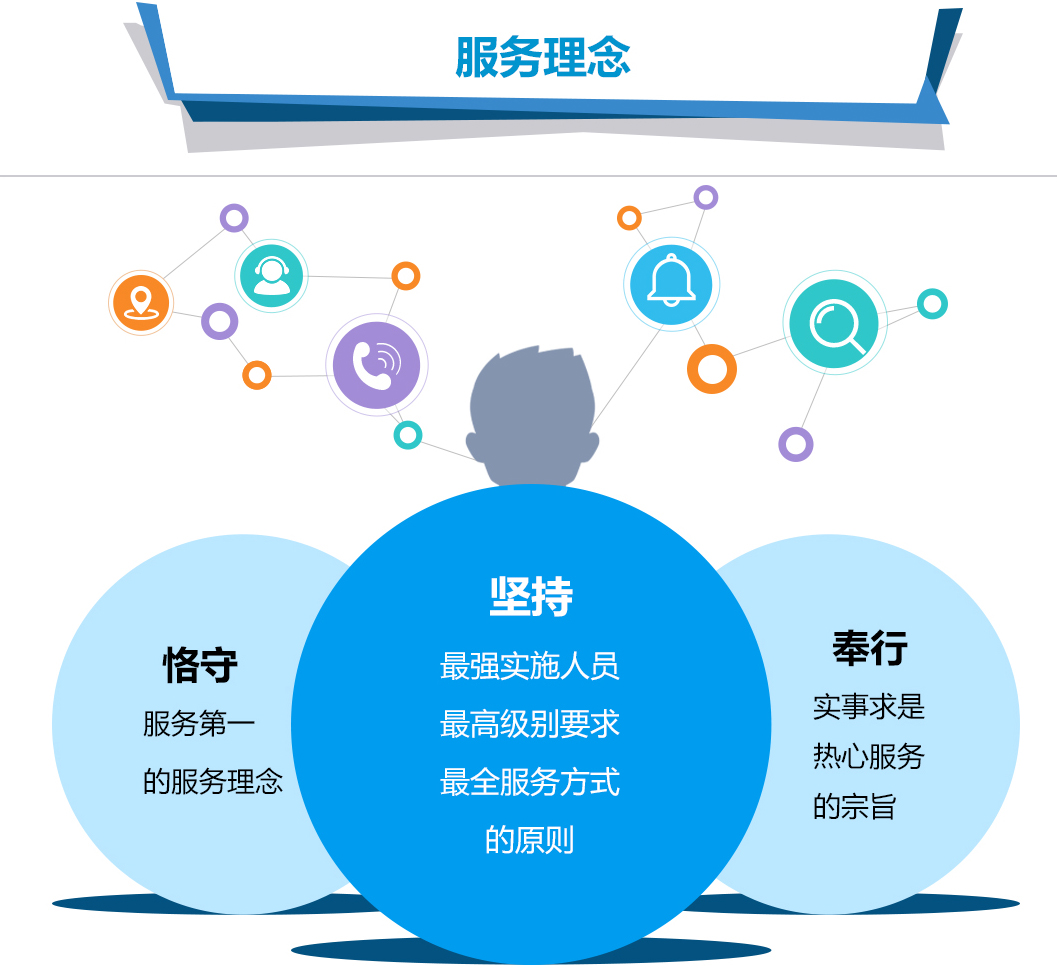 服务理念
恪守
服务第一
的服务理念
坚持
最强实施人员
最高级别要求
最全服务方式
的原则
奉行
实事求是
热心服务
的宗旨